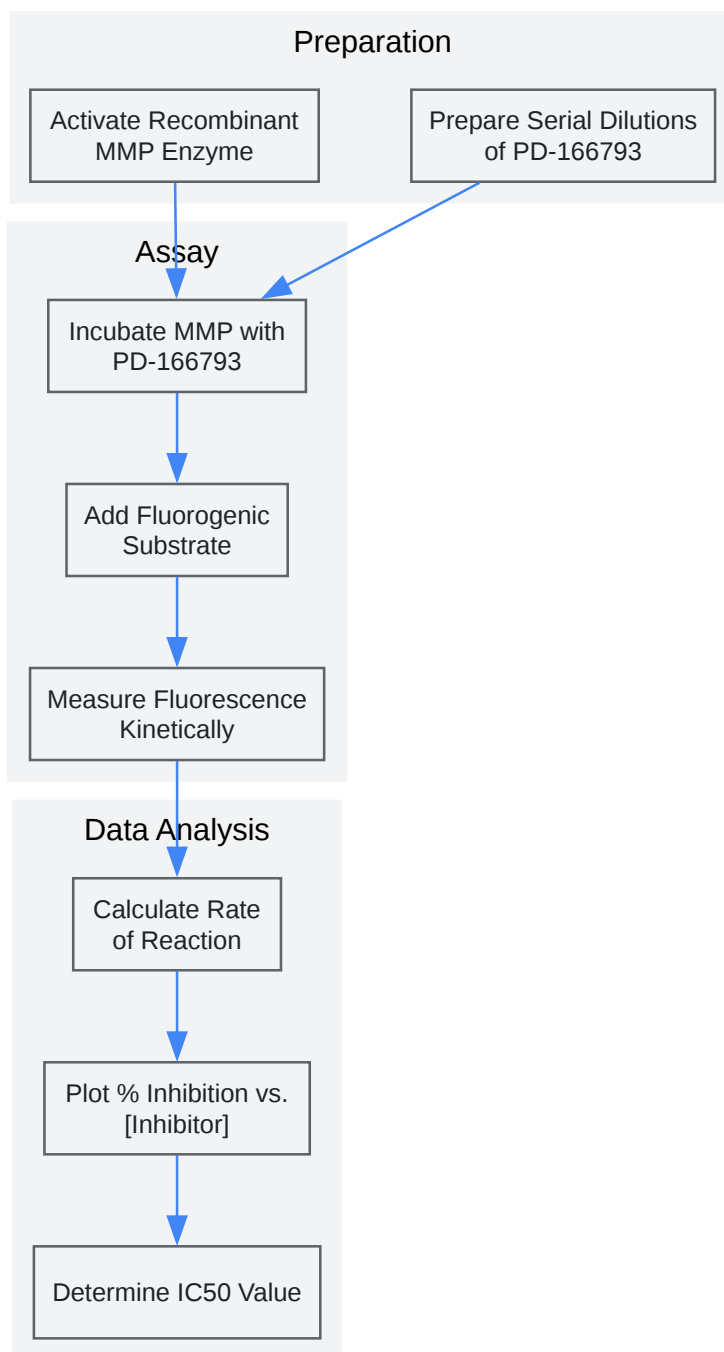 Preparation
Activate Recombinant
MMP Enzyme
Prepare Serial Dilutions
of PD-166793
Assay
Incubate MMP with
PD-166793
Add Fluorogenic
Substrate
Measure Fluorescence
Kinetically
Data Analysis
Calculate Rate
of Reaction
Plot % Inhibition vs.
[Inhibitor]
Determine IC50 Value